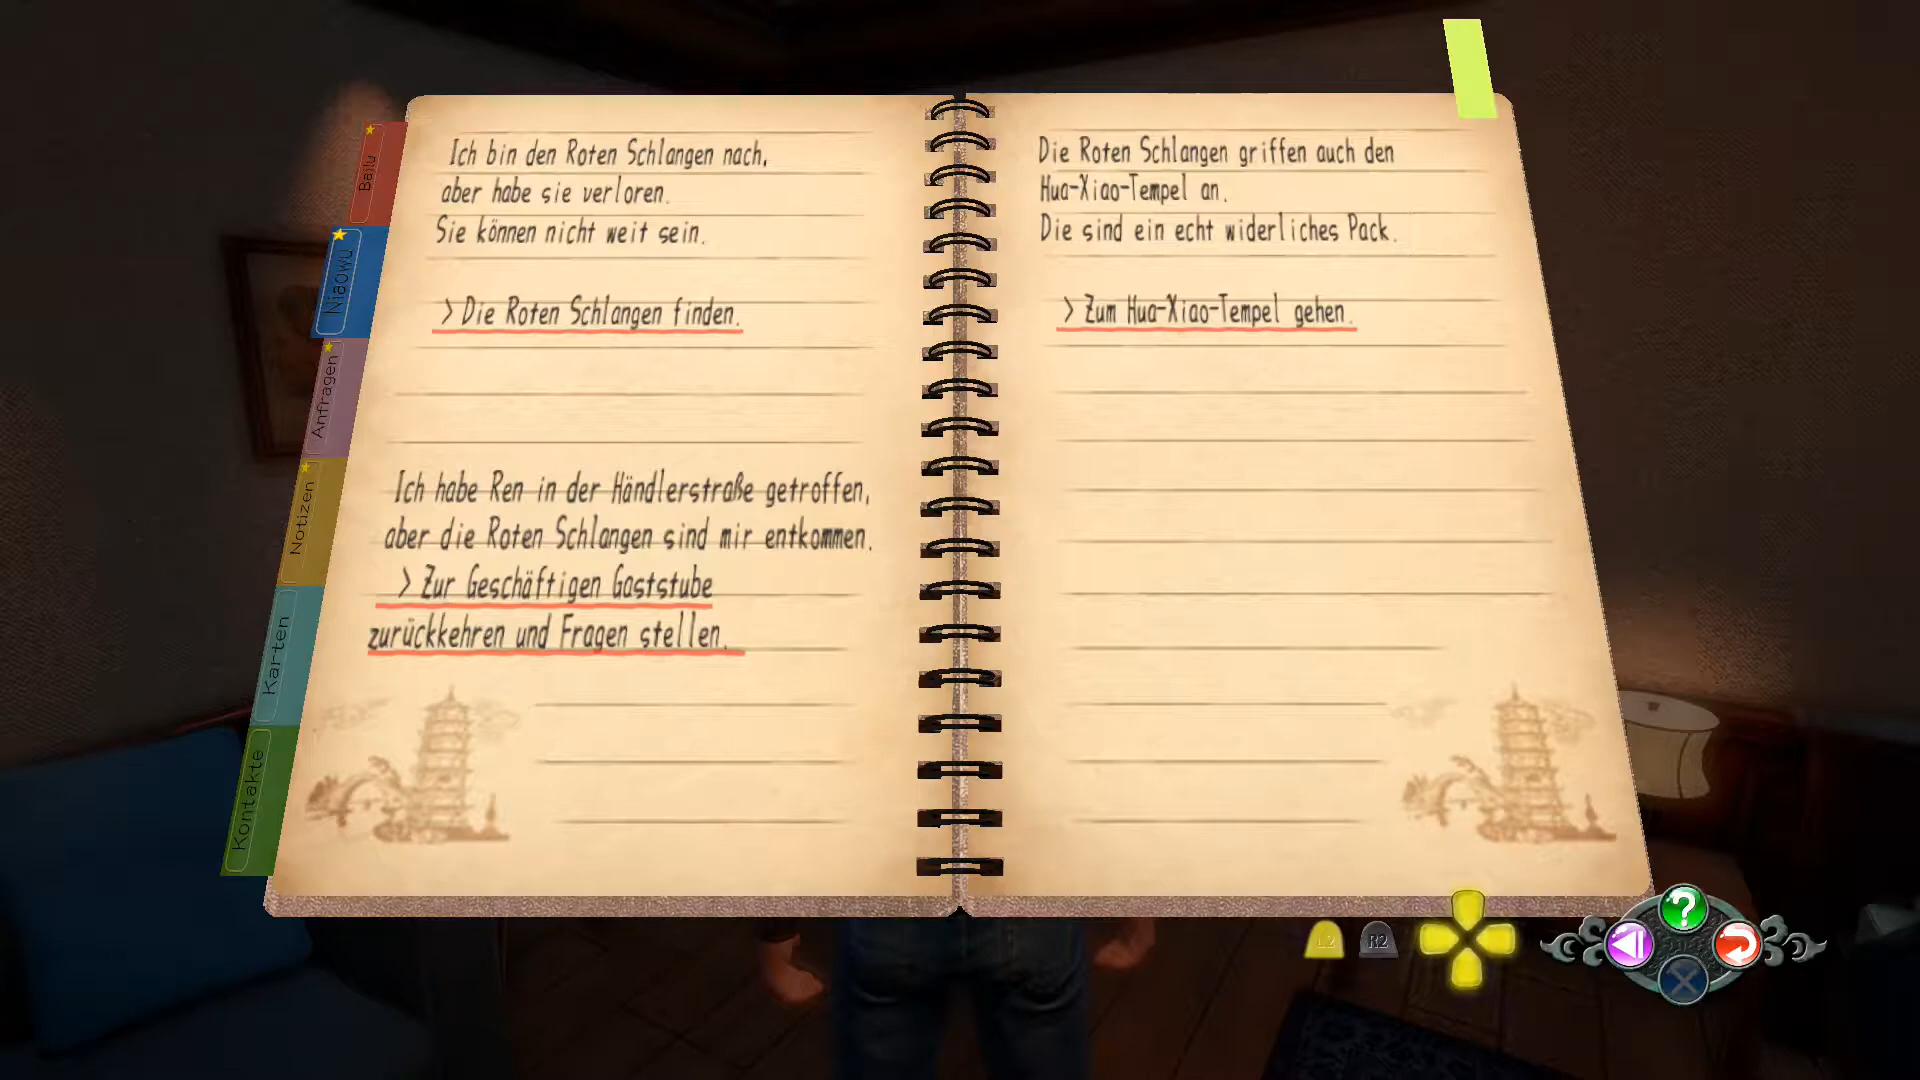 Bailu
Niaowu
Anfragen
Notizen
Karten
Kontakte
Ich bin den Roten Schlangen nach,
aber habe sie verloren.
Sie können nicht weit sein.
> Die Roten Schlangen finden.
Ich habe Ren in der Händlerstraße getroffen,
aber die Roten Schlangen sind mir entkommen.
> Zur Geschäftigen Gaststube
zurückkehren und Fragen stellen.
Die Roten Schlangen griffen auch den
Hua-Xiao-Tempel an.
Die sind ein echt widerliches Pack.
> Zum Hua-Xiao-Tempel gehen.
L2 R2
?